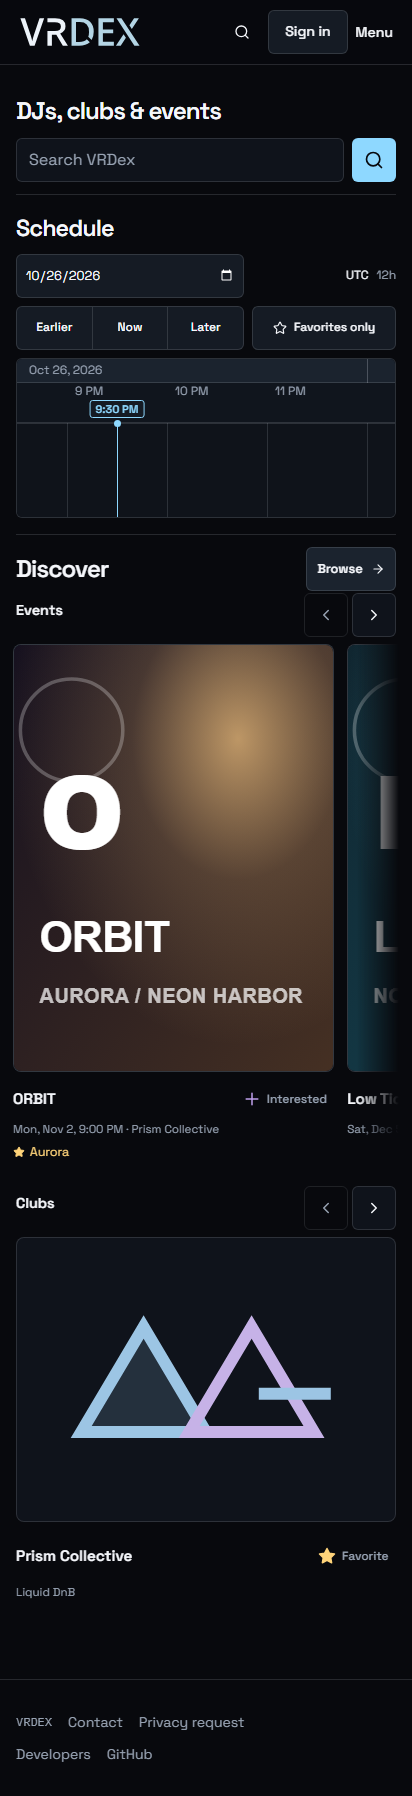 VRDEX
Sign in
Menu
DJs, clubs & events
Search VRDex
Schedule
10/26/2026
UTC 12h
Earlier
Now
Later
Favorites only
Oct 26, 2026
9 PM
10 PM
11 PM
9:30 PM
Discover
Browse
Events
O
ORBIT
AURORA / NEON HARBOR
ORBIT
Interested
Low
Mon, Nov 2, 9:00 PM · Prism Collective
Sat, Dec
Aurora
Clubs
Prism Collective
Favorite
Liquid DnB
VRDEX
Contact
Privacy request
Developers
GitHub